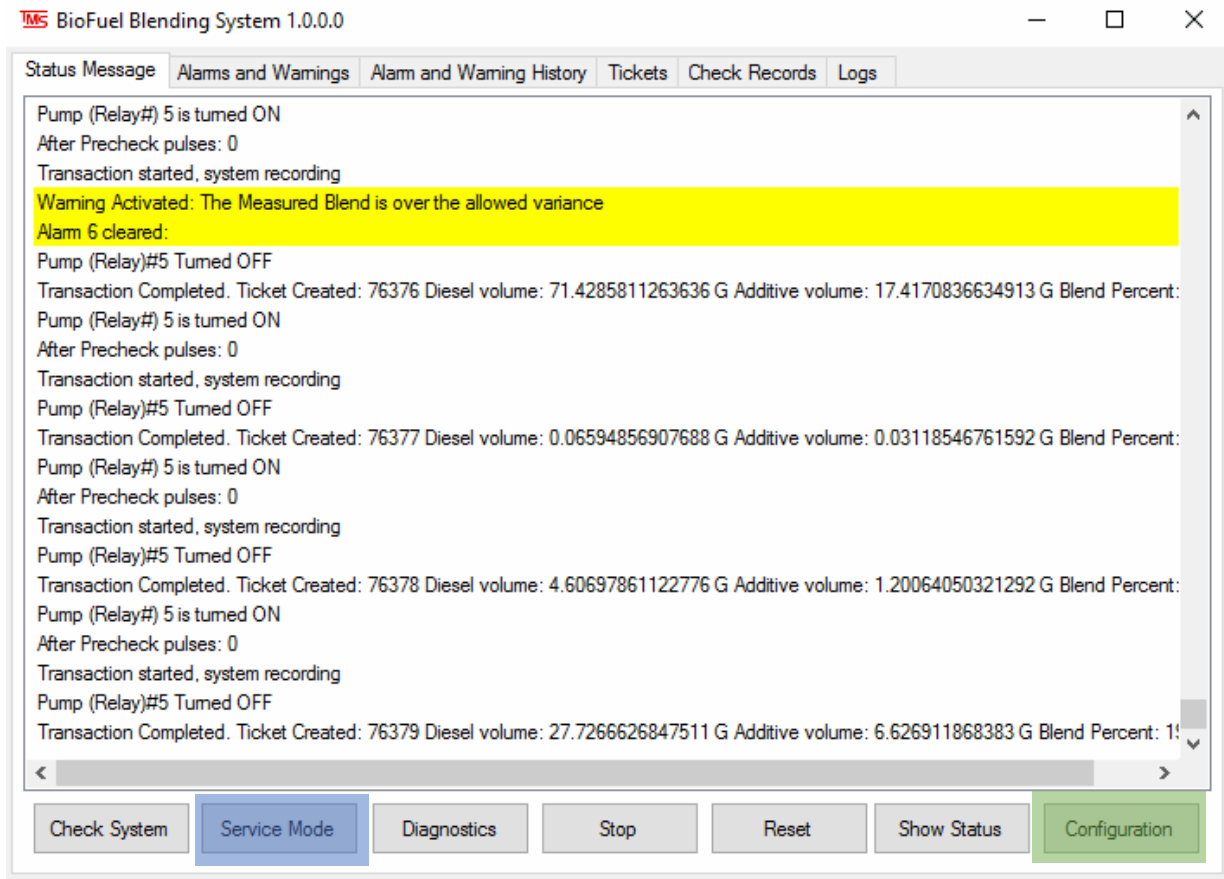 TMS BioFuel Blending System 1.0.0.0
Status Message Alarms and Warnings Alarm and Warning History Tickets Check Records Logs
Pump (Relay#) 5 is turned ON
After Precheck pulses: 0
Transaction started, system recording
Warning Activated: The Measured Blend is over the allowed variance
Alarm 6 cleared:
Pump (Relay)#5 Turned OFF
Transaction Completed. Ticket Created: 76376 Diesel volume: 71.4285811263636 G Additive volume: 17.4170836634913 G Blend Percent:
Pump (Relay#) 5 is turned ON
After Precheck pulses: 0
Transaction started, system recording
Pump (Relay)#5 Turned OFF
Transaction Completed. Ticket Created: 76377 Diesel volume: 0.06594856907688 G Additive volume: 0.03118546761592 G Blend Percent:
Pump (Relay#) 5 is turned ON
After Precheck pulses: 0
Transaction started, system recording
Pump (Relay)#5 Turned OFF
Transaction Completed. Ticket Created: 76378 Diesel volume: 4.60697861122776 G Additive volume: 1.20064050321292 G Blend Percent:
Pump (Relay#) 5 is turned ON
After Precheck pulses: 0
Transaction started, system recording
Pump (Relay)#5 Turned OFF
Transaction Completed. Ticket Created: 76379 Diesel volume: 27.7266626847511 G Additive volume: 6.626911868383 G Blend Percent:
Check System Service Mode Diagnostics Stop Reset Show Status Configuration